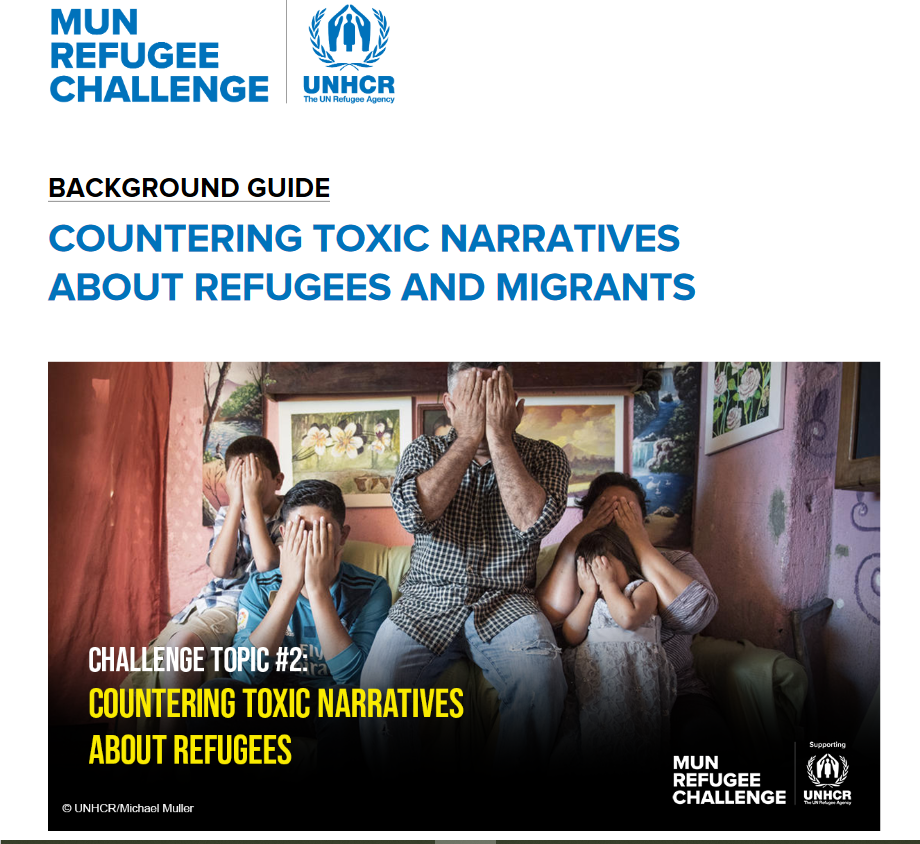 MUN
REFUGEE
CHALLENGE
UNHCR
The UN Refugee Agency
BACKGROUND GUIDE
COUNTERING TOXIC NARRATIVES
ABOUT REFUGEES AND MIGRANTS
CHALLENGE TOPIC #2:
COUNTERING TOXIC NARRATIVES
ABOUT REFUGEES
© UNHCR/Michael Muller
MUN
REFUGEE
CHALLENGE
Supporting
UNHCR
The UN Refugee Agency